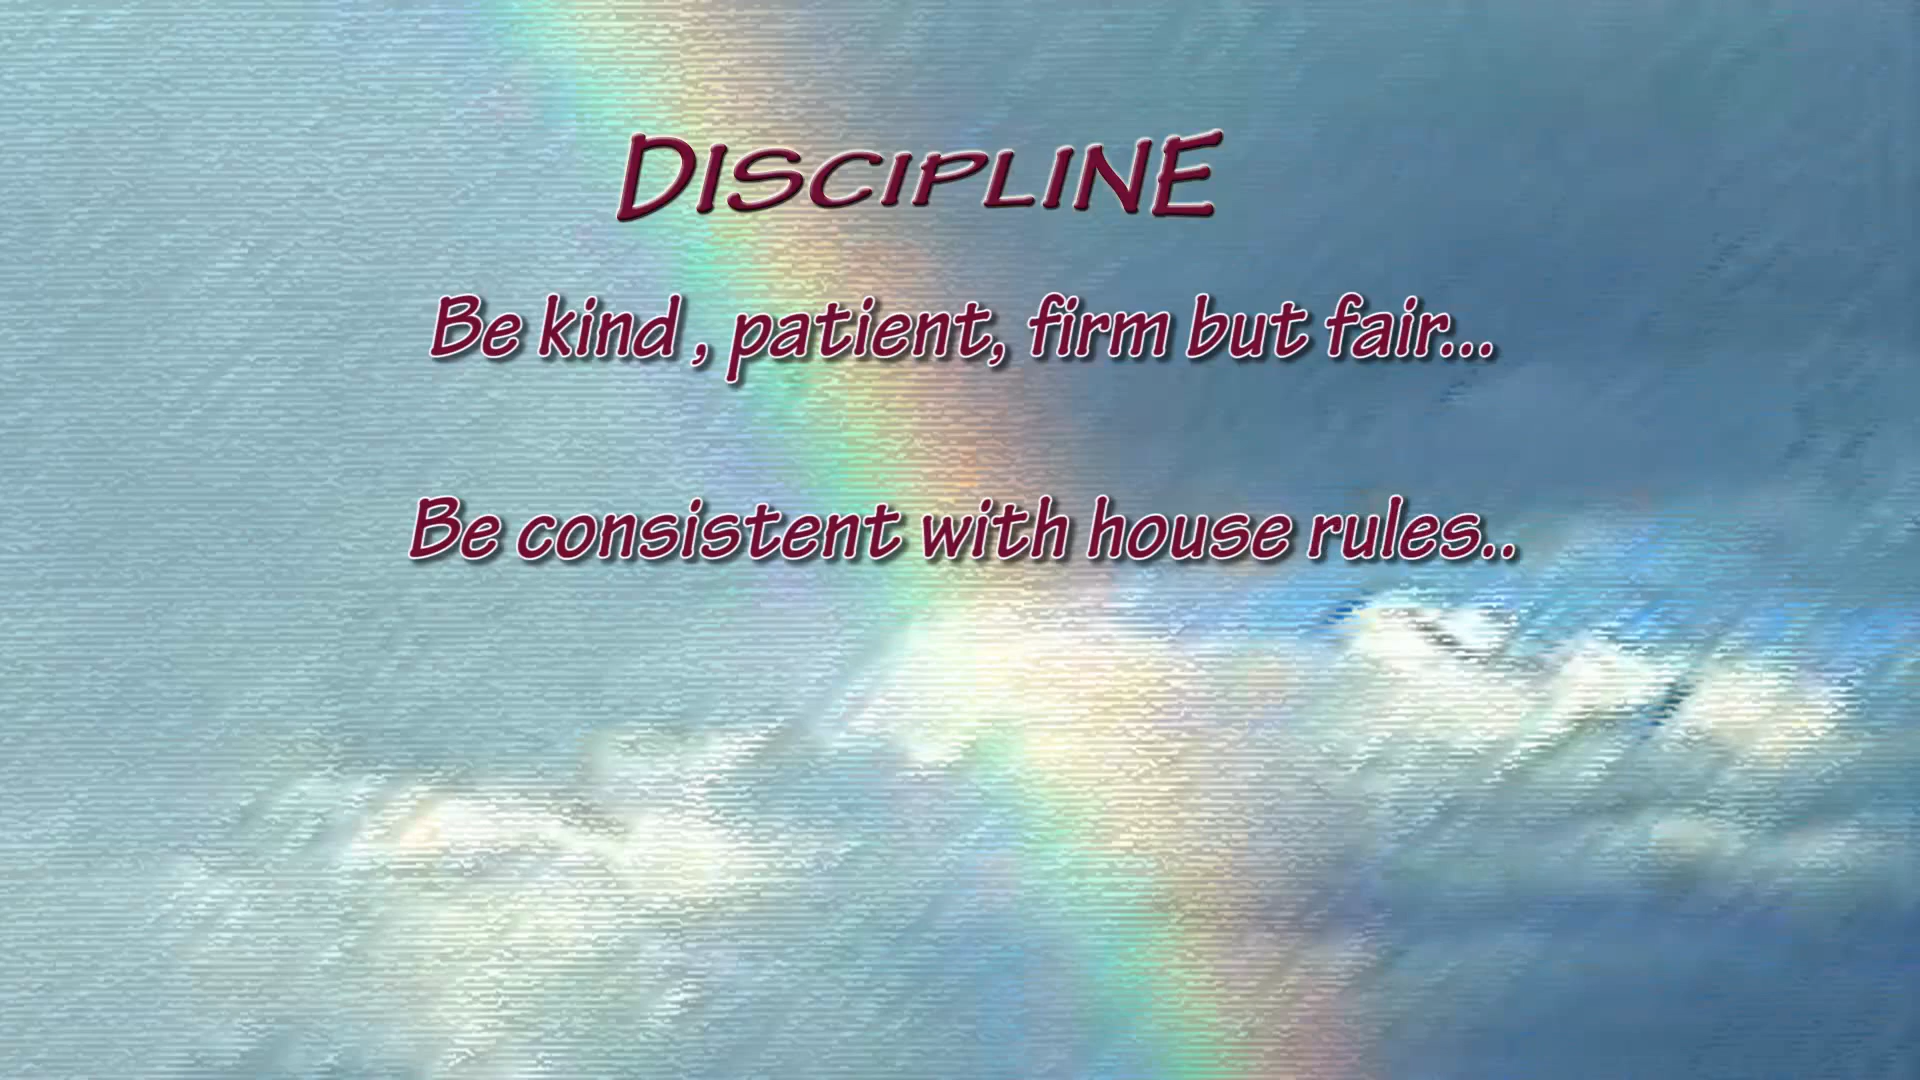 DISCIPLINE
Be kind , patient, firm but fair...
Be consistent with house rules..